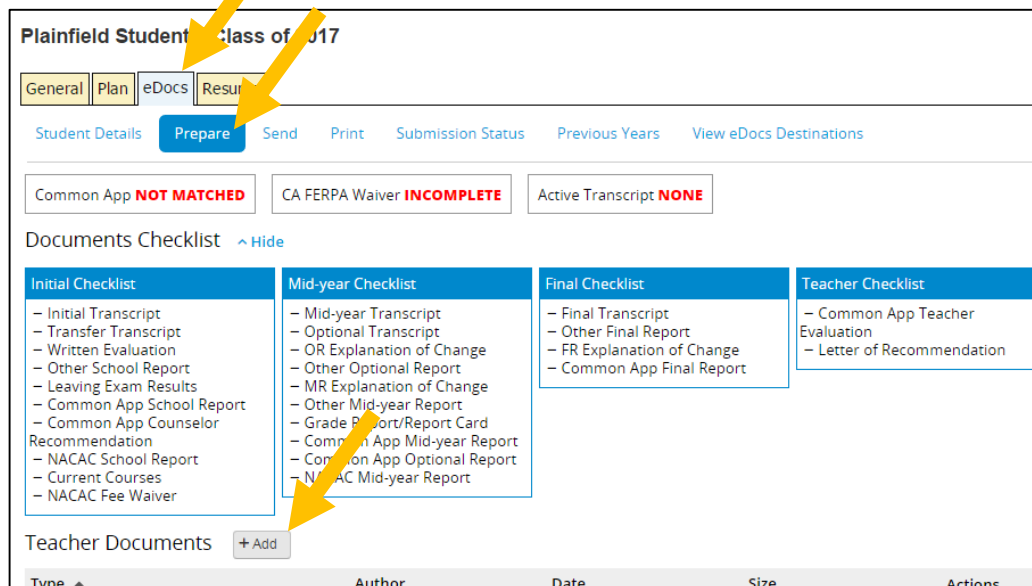 Plainfield Student Class of 2017
General Plan eDocs
Student Details Prepare Send Print Submission Status Previous Years View eDocs Destinations
Common App NOT MATCHED CA FERPA Waiver INCOMPLETE Active Transcript NONE
Documents Checklist Hide
Initial Checklist
– Initial Transcript
– Transfer Transcript
– Written Evaluation
– Other School Report
– Leaving Exam Results
– Common App School Report
– Common App Counselor
Recommendation
– NACAC School Report
– Current Courses
– NACAC Fee Waiver
Mid-year Checklist
– Mid-year Transcript
– Optional Transcript
– OR Explanation of Change
– Other Optional Report
– MR Explanation of Change
– Other Mid-year Report
– Grade Report/Report Card
– Common App Mid-year Report
– Common App Optional Report
– NACAC Mid-year Report
Final Checklist
– Final Transcript
– Other Final Report
– FR Explanation of Change
– Common App Final Report
Teacher Checklist
– Common App Teacher
Evaluation
– Letter of Recommendation
Teacher Documents + Add
Type Author Date Size Actions